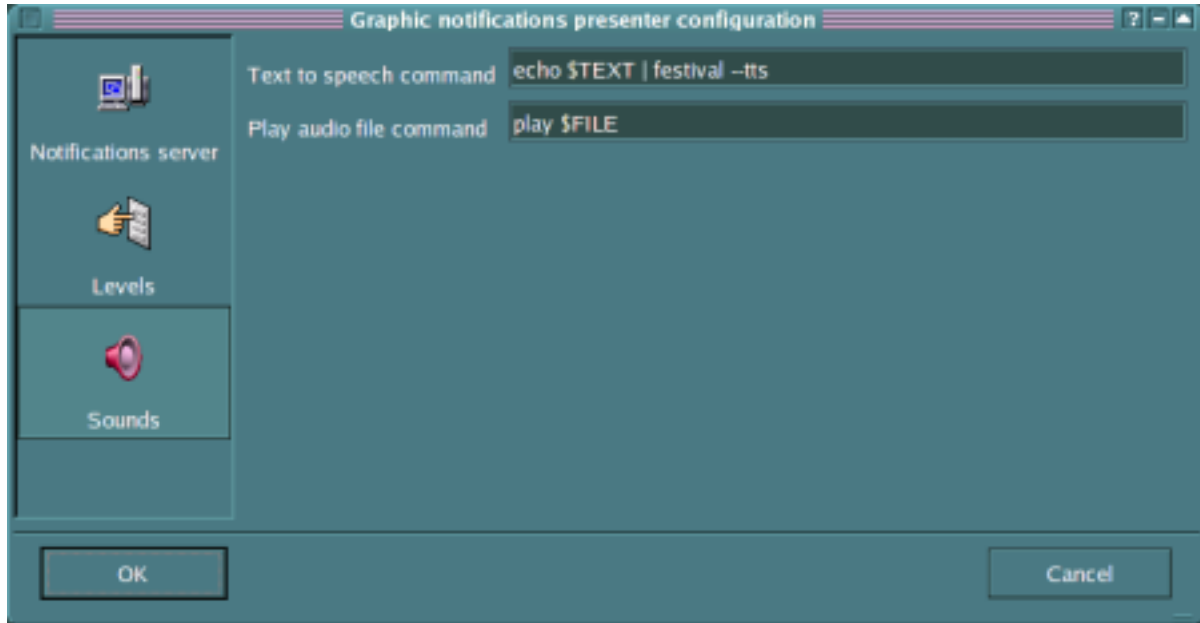 Graphic notifications presenter configuration
Text to speech command echo $TEXT | festival --tts
Play audio file command play $FILE
Notifications server
Levels
Sounds
OK Cancel